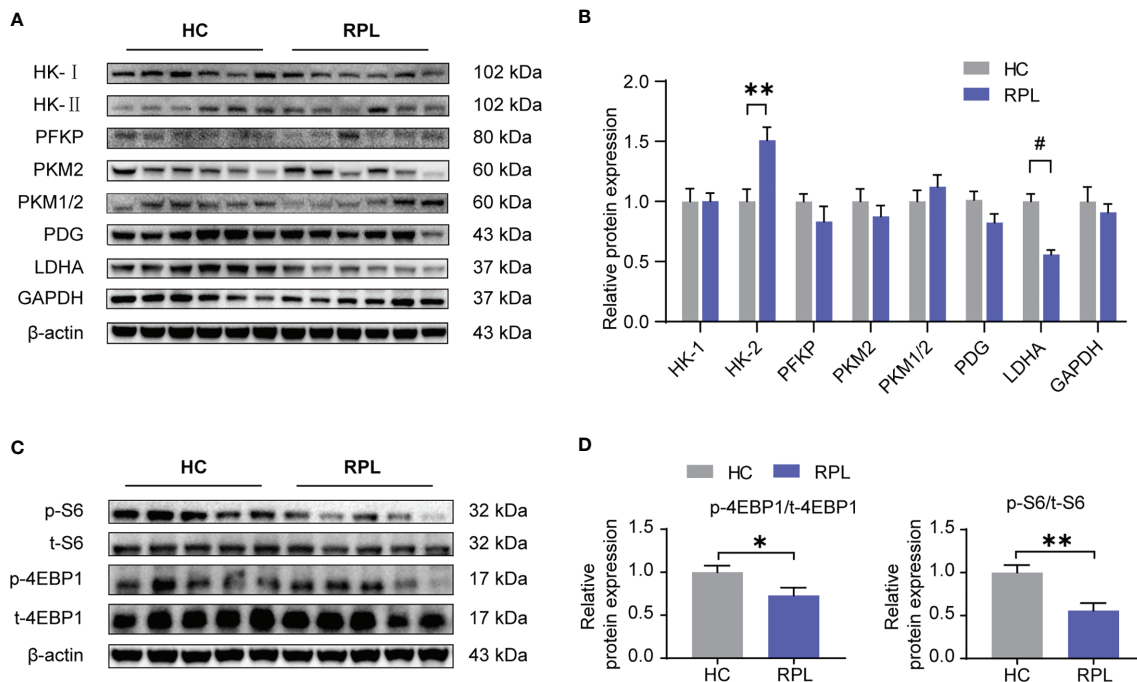 A
HC RPL
HK-Ⅰ 102 kDa
HK-Ⅱ 102 kDa
PFKP 80 kDa
PKM2 60 kDa
PKM1/2 60 kDa
PDG 43 kDa
LDHA 37 kDa
GAPDH 37 kDa
β-actin 43 kDa
B
HC
RPL
Relative protein expression
2.0
1.5
1.0
0.5
0.0
** #
HK-1 HK-2 PFKP PKM2 PKM1/2 PDG LDHA GAPDH
C
HC RPL
p-S6 32 kDa
t-S6 32 kDa
p-4EBP1 17 kDa
t-4EBP1 17 kDa
β-actin 43 kDa
D
HC RPL
p-4EBP1/t-4EBP1
Relative
protein expression
1.5
1.0
0.5
0.0
*
HC RPL
p-S6/t-S6
Relative
protein expression
1.5
1.0
0.5
0.0
**
HC RPL